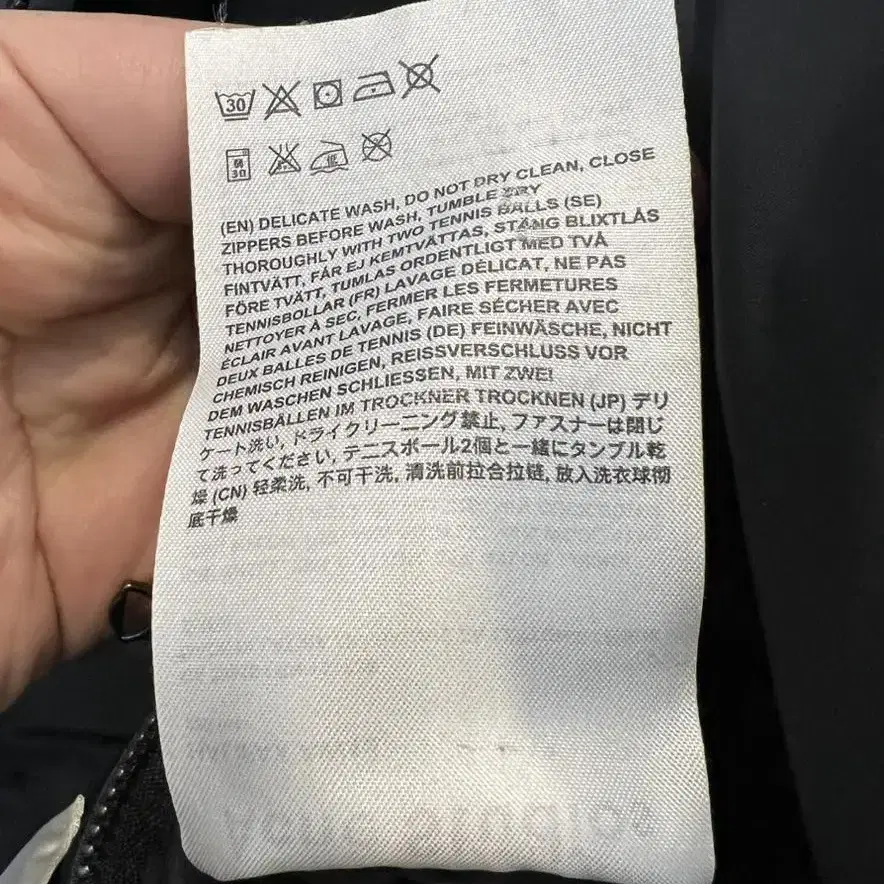 30
弱
30
低
(EN) DELICATE WASH, DO NOT DRY CLEAN, CLOSE
ZIPPERS BEFORE WASH, TUMBLE DRY
THOROUGHLY WITH TWO TENNIS BALLS (SE)
FINTVÄTT, FÅR EJ KEMTVÄTTAS, STÄNG BLIXTLÅS
FÖRE TVÄTT, TUMLAS ORDENTLIGT MED TVÅ
TENNISBOLLAR (FR) LAVAGE DÉLICAT, NE PAS
NETTOYER À SEC, FERMER LES FERMETURES
ÉCLAIR AVANT LAVAGE, FAIRE SÉCHER AVEC
DEUX BALLES DE TENNIS (DE) FEINWÄSCHE, NICHT
CHEMISCH REINIGEN, REISSVERSCHLUSS VOR
DEM WASCHEN SCHLIESSEN, MIT ZWEI
TENNISBÄLLEN IM TROCKNER TROCKNEN (JP) デリ
ケート洗い, ドライクリーニング禁止, ファスナーは閉じ
て洗ってください, テニスボール2個と一緒にタンブル乾
燥 (CN) 轻柔洗, 不可干洗, 清洗前拉合拉链, 放入洗衣球彻
底干燥